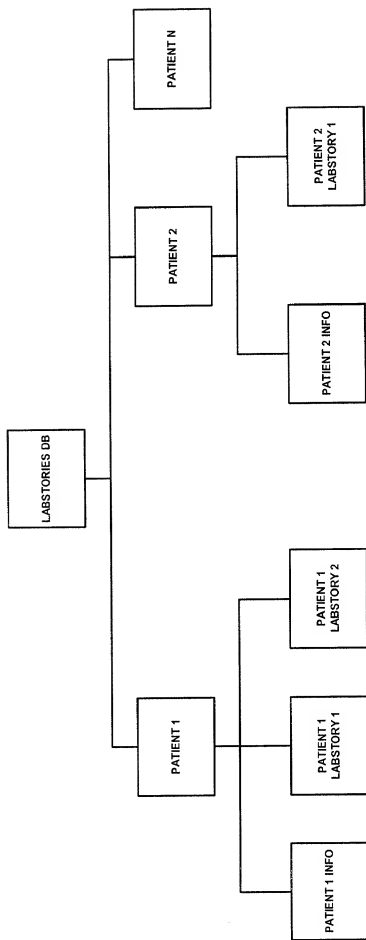 LABSTORIES DB
PATIENT 1
PATIENT 2
PATIENT N
PATIENT 1 INFO
PATIENT 1
LABSTORY 1
PATIENT 1
LABSTORY 2
PATIENT 2 INFO
PATIENT 2
LABSTORY 1